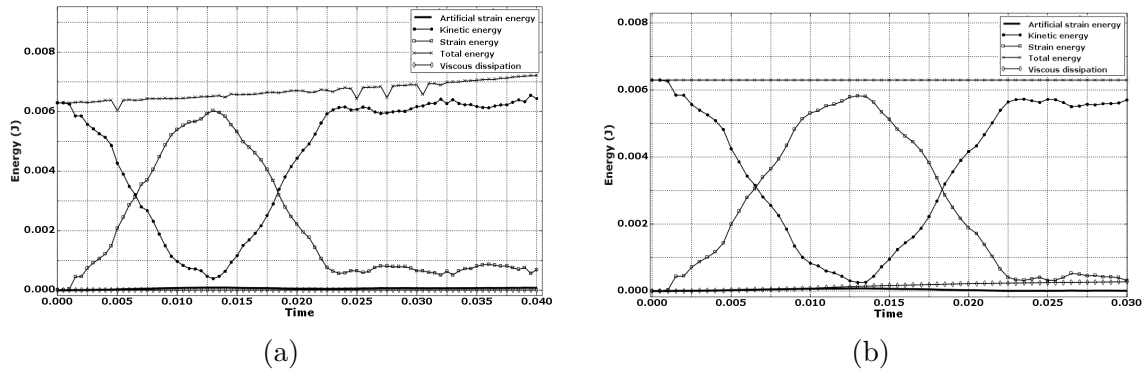 Artificial strain energy
Kinetic energy
Strain energy
Total energy
Viscous dissipation
0.008
0.006
0.004
0.002
0.000
Energy (J)
0.000 0.005 0.010 0.015 0.020 0.025 0.030 0.035 0.040
Time
(a)
Artificial strain energy
Kinetic energy
Strain energy
Total energy
Viscous dissipation
0.008
0.006
0.004
0.002
0.000
Energy (J)
0.000 0.005 0.010 0.015 0.020 0.025 0.030
Time
(b)